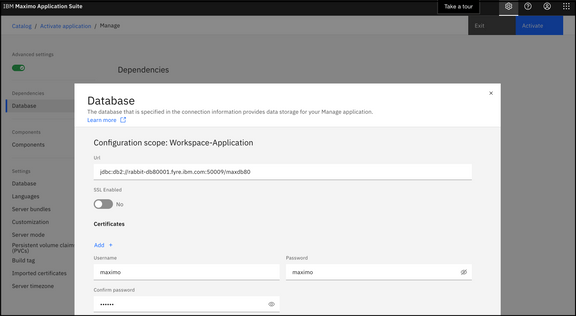 IBM Maximo Application Suite
Take a tour
Catalog / Activate application / Manage
Exit
Activate
Advanced settings
Dependencies
Dependencies
Database
Components
Components
Settings
Database
Languages
Server bundles
Customization
Server mode
Persistent volume claim
(PVCs)
Build tag
Imported certificates
Server timezone
Database
The database that is specified in the connection information provides data storage for your Manage application.
Learn more
Configuration scope: Workspace-Application
Url
jdbc:db2://rabbit-db80001.fyre.ibm.com:50009/maxdb80
SSL Enabled
No
Certificates
Add +
Username
Password
maximo
maximo
Confirm password
••••••